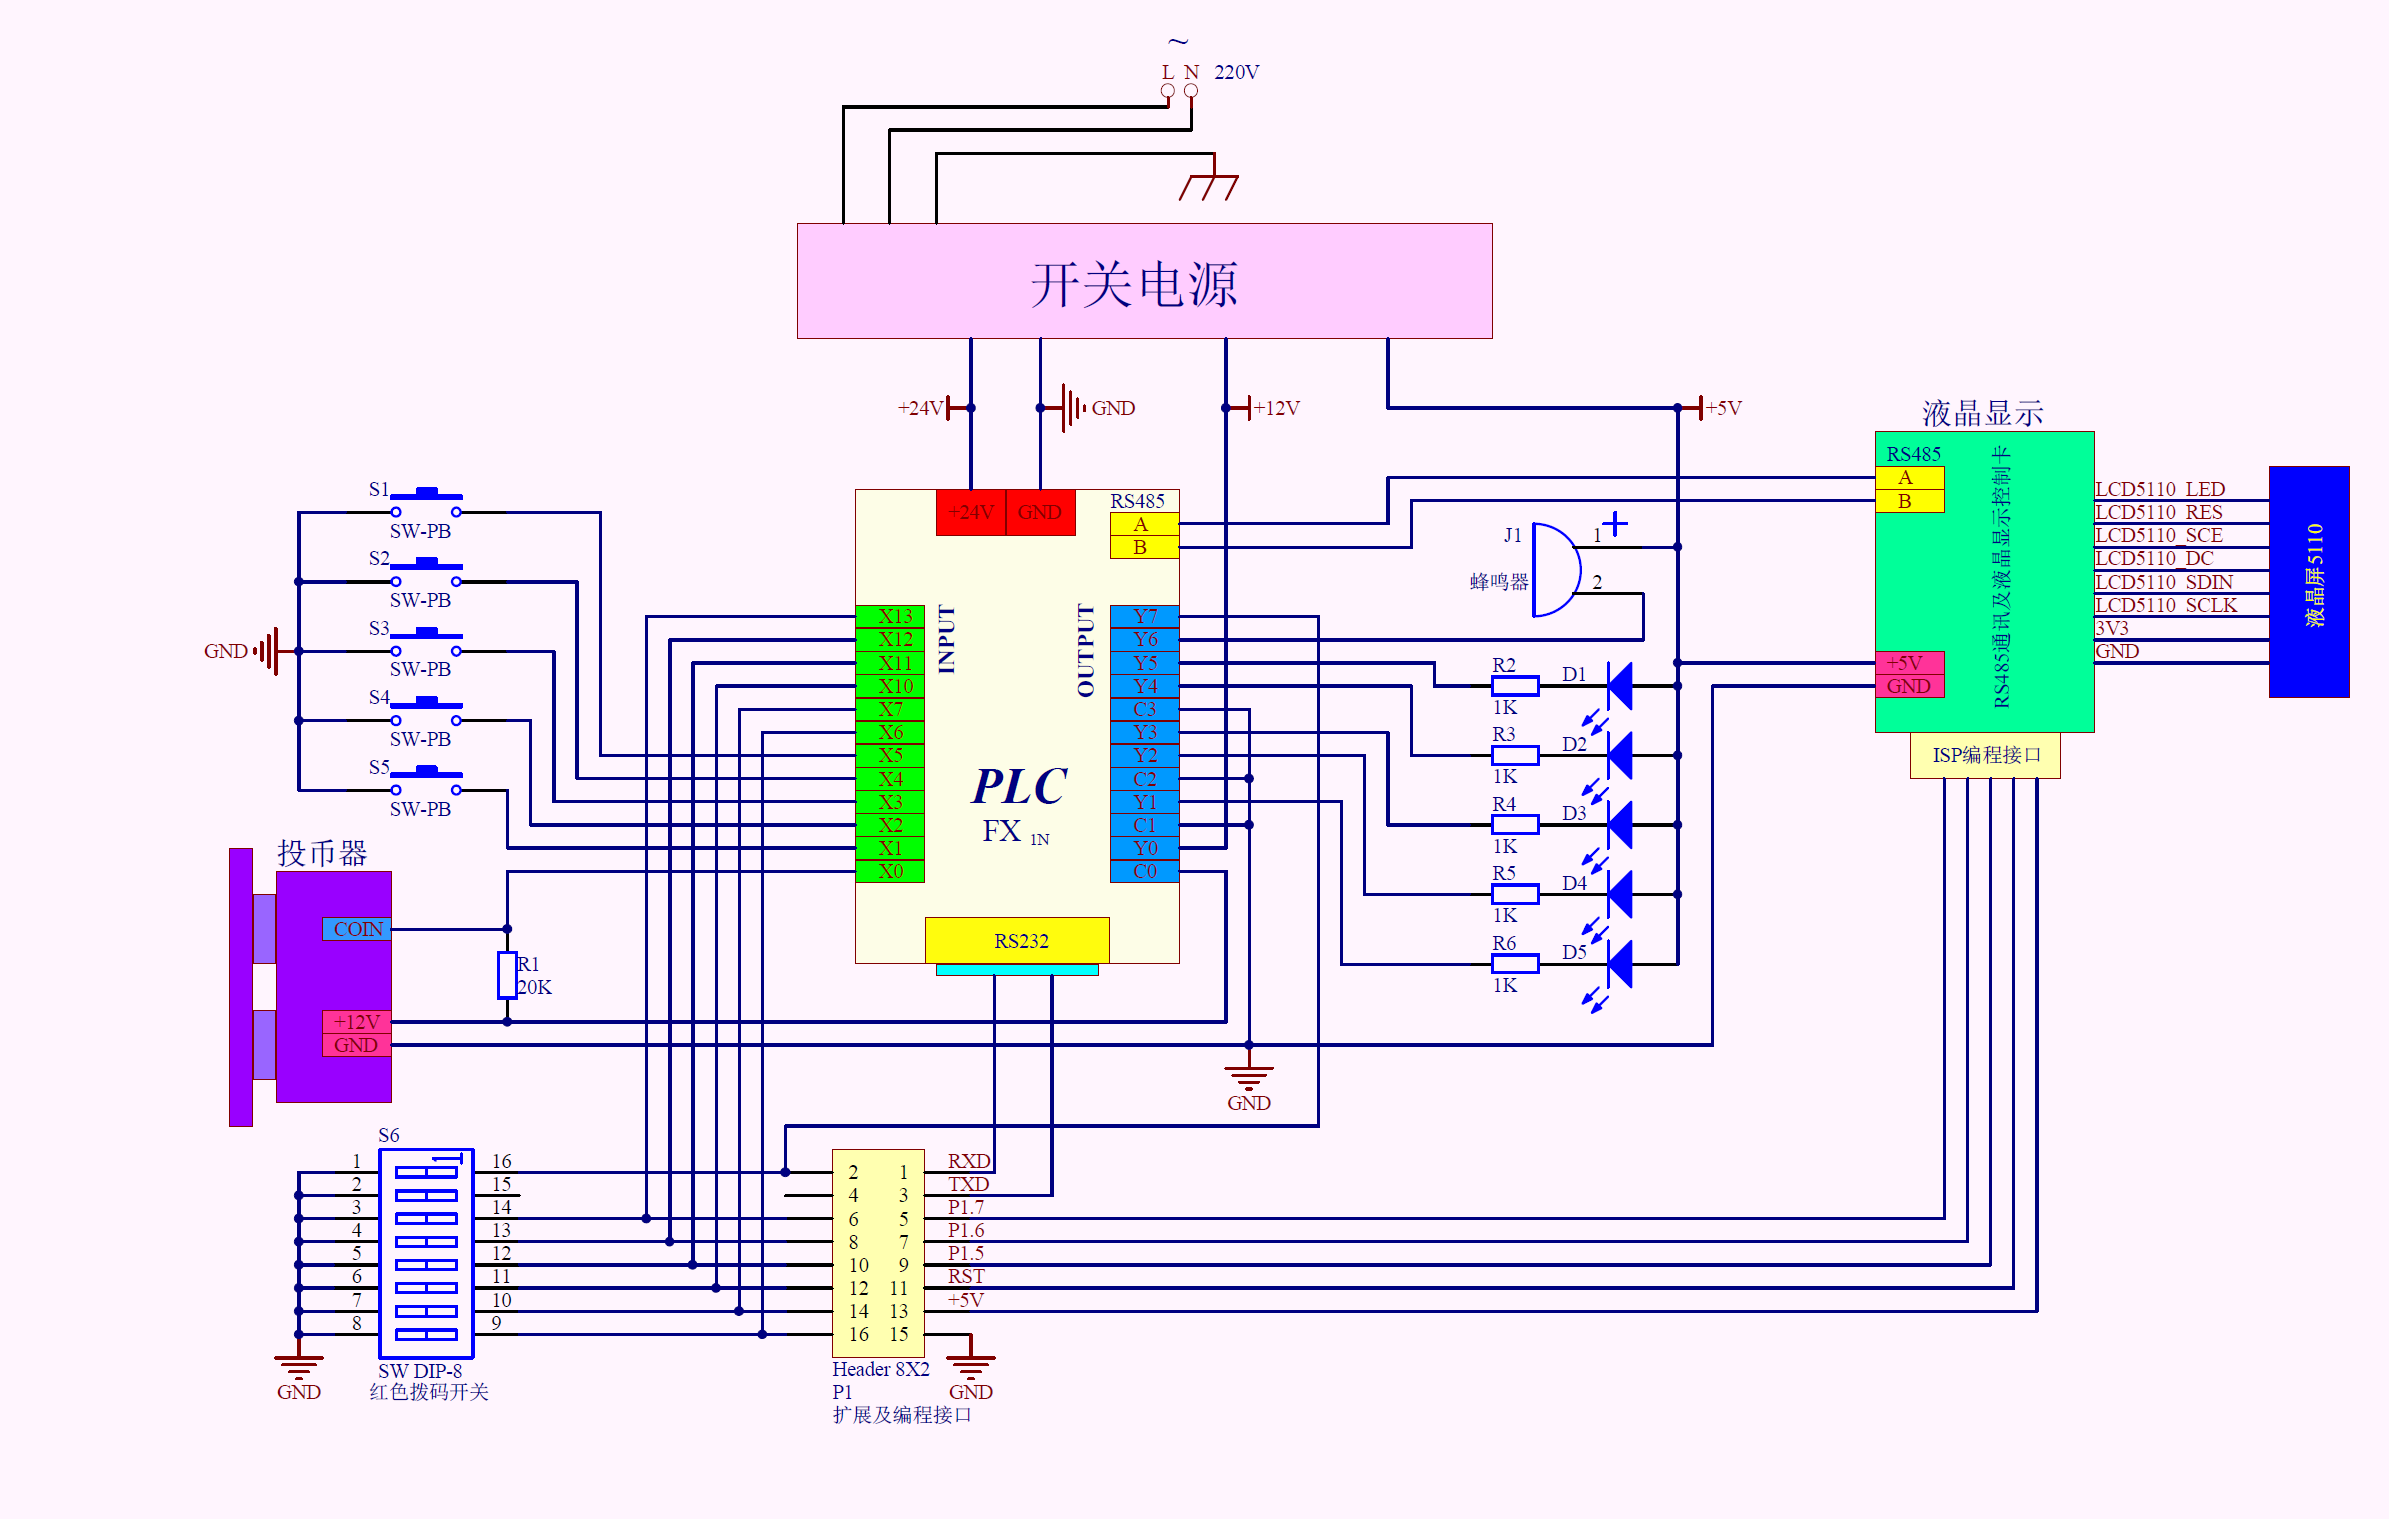 ~
L N 220V
开关电源
+24V
GND
+12V
+5V
液晶显示
RS485
A
B
+5V
GND
RS485通讯及液晶显示控制卡
LCD5110_LED
LCD5110_RES
LCD5110_SCE
LCD5110_DC
LCD5110_SDIN
LCD5110_SCLK
3V3
GND
液晶屏5110
ISP编程接口
S1
SW-PB
S2
SW-PB
S3
SW-PB
S4
SW-PB
S5
SW-PB
GND
+24V GND
RS485
A
B
INPUT
OUTPUT
X13
X12
X11
X10
X7
X6
X5
X4
X3
X2
X1
X0
Y7
Y6
Y5
Y4
C3
Y3
Y2
C2
Y1
C1
Y0
C0
PLC
FX 1N
RS232
J1
蜂鸣器
1 +
2
R2
1K
D1
R3
1K
D2
R4
1K
D3
R5
1K
D4
R6
1K
D5
投币器
COIN
+12V
GND
R1
20K
GND
S6
1 16
2 15
3 14
4 13
5 12
6 11
7 10
8 9
SW DIP-8
红色拨码开关
GND
2 1 RXD
4 3 TXD
6 5 P1.7
8 7 P1.6
10 9 P1.5
12 11 RST
14 13 +5V
16 15
Header 8X2
P1
扩展及编程接口
GND